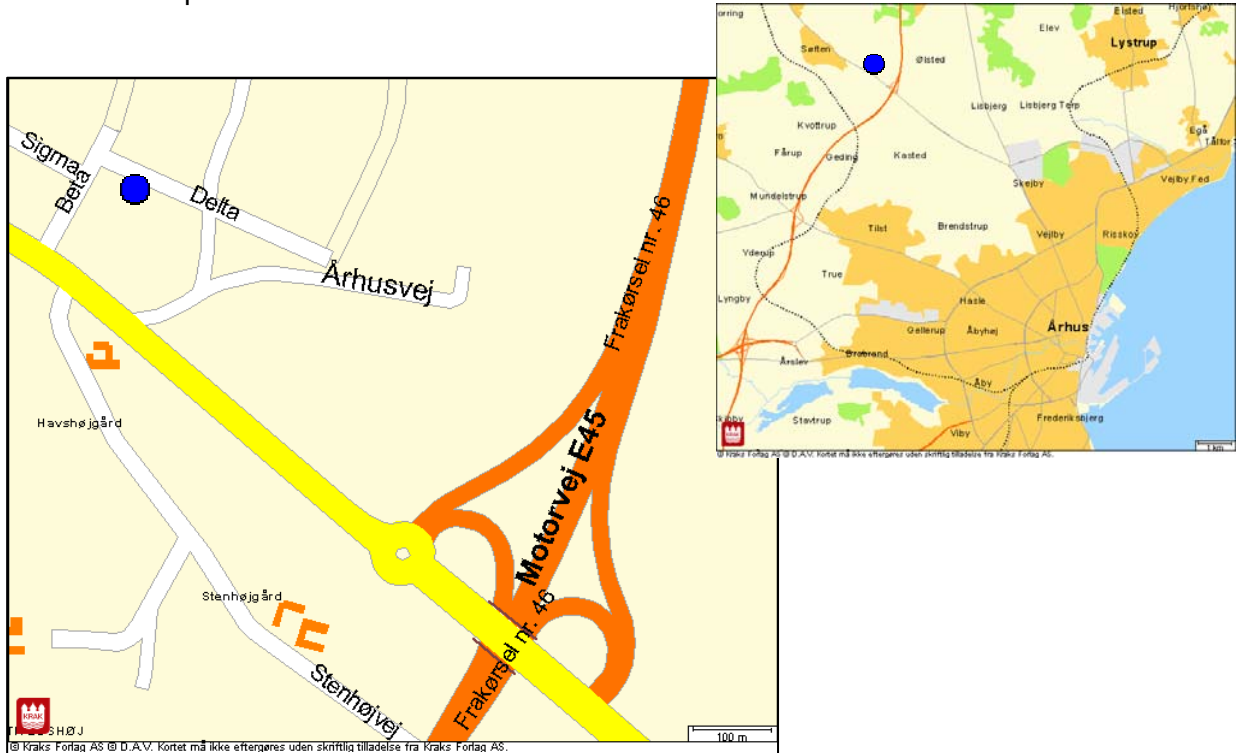 Sigma
Beta
Delta
Århusvej
Frakørsel nr. 46
Motorvej E45
Havshøjgård
Stenhøjgård
Frakørsel nr. 46
Stenhøjvej
KRAK
100 m
© Kraks Forlag AS © D.A.V. Kortet må ikke eftergøres uden skriftlig tilladelse fra Kraks Forlag AS.
Elsted
Hjortshøj
Elev
Lystrup
Søften
Ølsted
Lisbjerg
Lisbjerg Terp
Kvottrup
Egå
Fårup
Geding
Kasted
Skejby
Vejlby Fed
Mundelstrup
Tilst
Brendstrup
Vejlby
Risskov
Yderup
True
Lyngby
Hasle
Gellerup
Åbyhøj
Århus
Årslev
Brabrand
Åby
Stavtrup
Frederiksbjerg
Viby
KRAK
1 km
© Kraks Forlag AS © D.A.V. Kortet må ikke eftergøres uden skriftlig tilladelse fra Kraks Forlag AS.